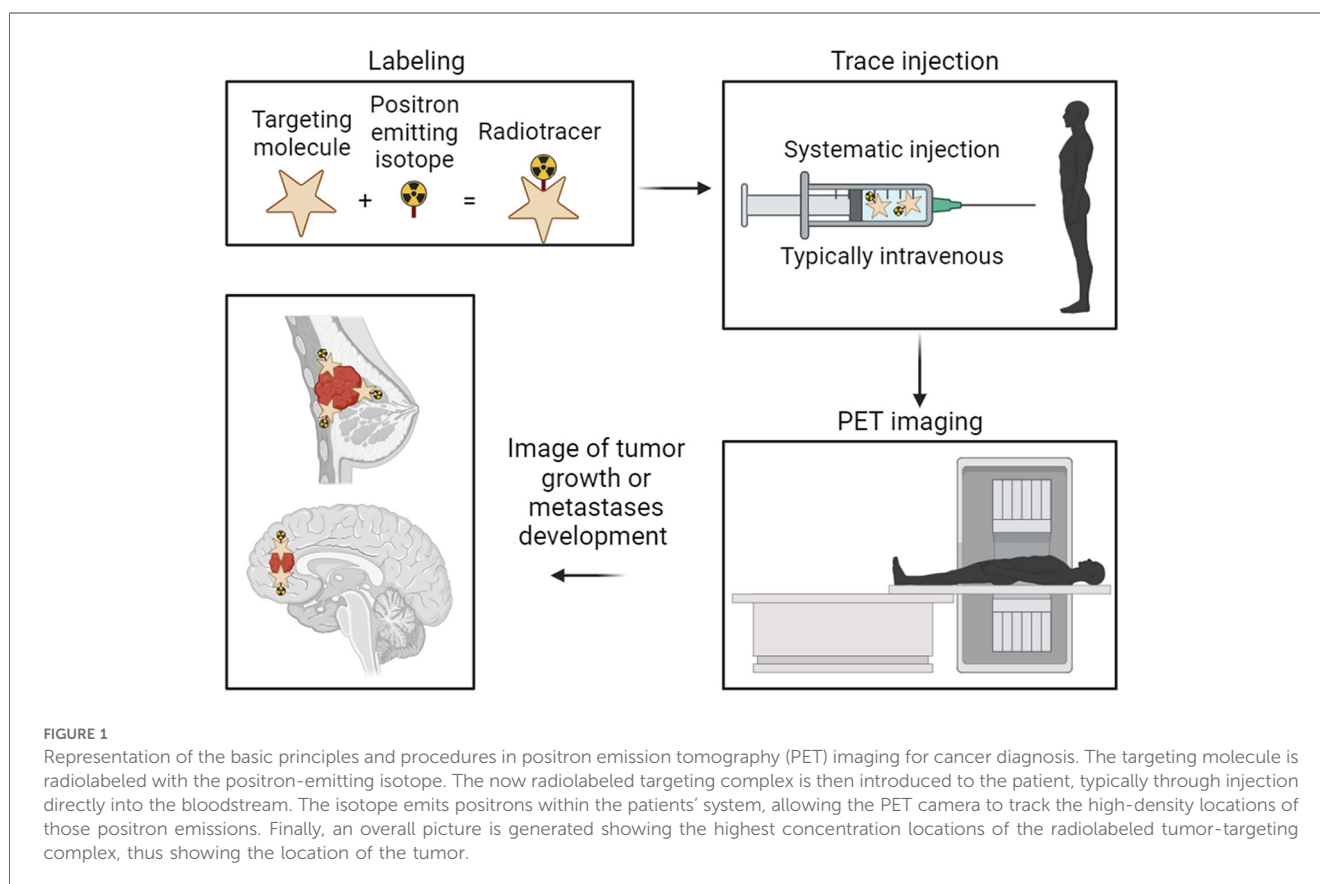 Labeling
Targeting
molecule
+
Positron
emitting
isotope
=
Radiotracer
Trace injection
Systematic injection
Typically intravenous
PET imaging
Image of tumor
growth or
metastases
development
FIGURE 1
Representation of the basic principles and procedures in positron emission tomography (PET) imaging for cancer diagnosis. The targeting molecule is
radiolabeled with the positron-emitting isotope. The now radiolabeled targeting complex is then introduced to the patient, typically through injection
directly into the bloodstream. The isotope emits positrons within the patients’ system, allowing the PET camera to track the high-density locations of
those positron emissions. Finally, an overall picture is generated showing the highest concentration locations of the radiolabeled tumor-targeting
complex, thus showing the location of the tumor.